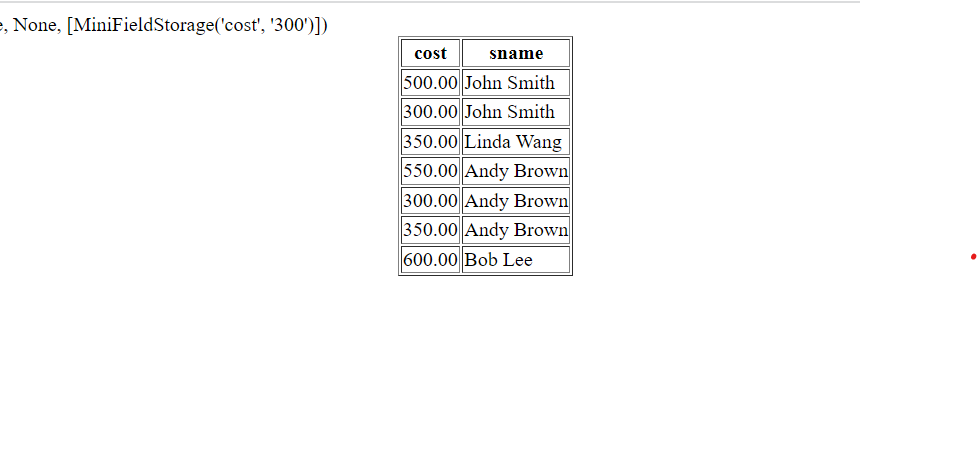 , None, [MiniFieldStorage('cost', '300')])
cost sname
500.00 John Smith
300.00 John Smith
350.00 Linda Wang
550.00 Andy Brown
300.00 Andy Brown
350.00 Andy Brown
600.00 Bob Lee